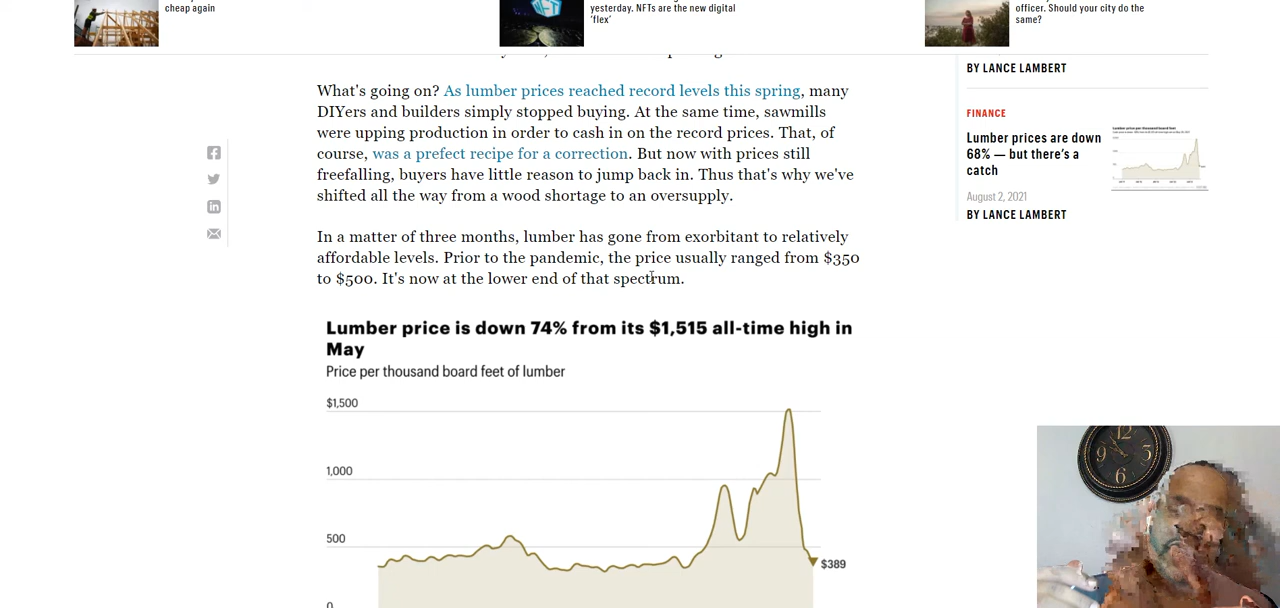 cheap again
yesterday. NFTs are the new digital
'flex'
officer. Should your city do the
same?
NFT
What's going on? As lumber prices reached record levels this spring, many
DIYers and builders simply stopped buying. At the same time, sawmills
were upping production in order to cash in on the record prices. That, of
course, was a prefect recipe for a correction. But now with prices still
freefalling, buyers have little reason to jump back in. Thus that's why we've
shifted all the way from a wood shortage to an oversupply.
In a matter of three months, lumber has gone from exorbitant to relatively
affordable levels. Prior to the pandemic, the price usually ranged from $350
to $500. It's now at the lower end of that spectrum.
Lumber price is down 74% from its $1,515 all-time high in
May
Price per thousand board feet of lumber
$1,500
1,000
500
$389
0
BY LANCE LAMBERT
FINANCE
Lumber prices are down
68% — but there's a
catch
August 2, 2021
BY LANCE LAMBERT
12
9
3
6